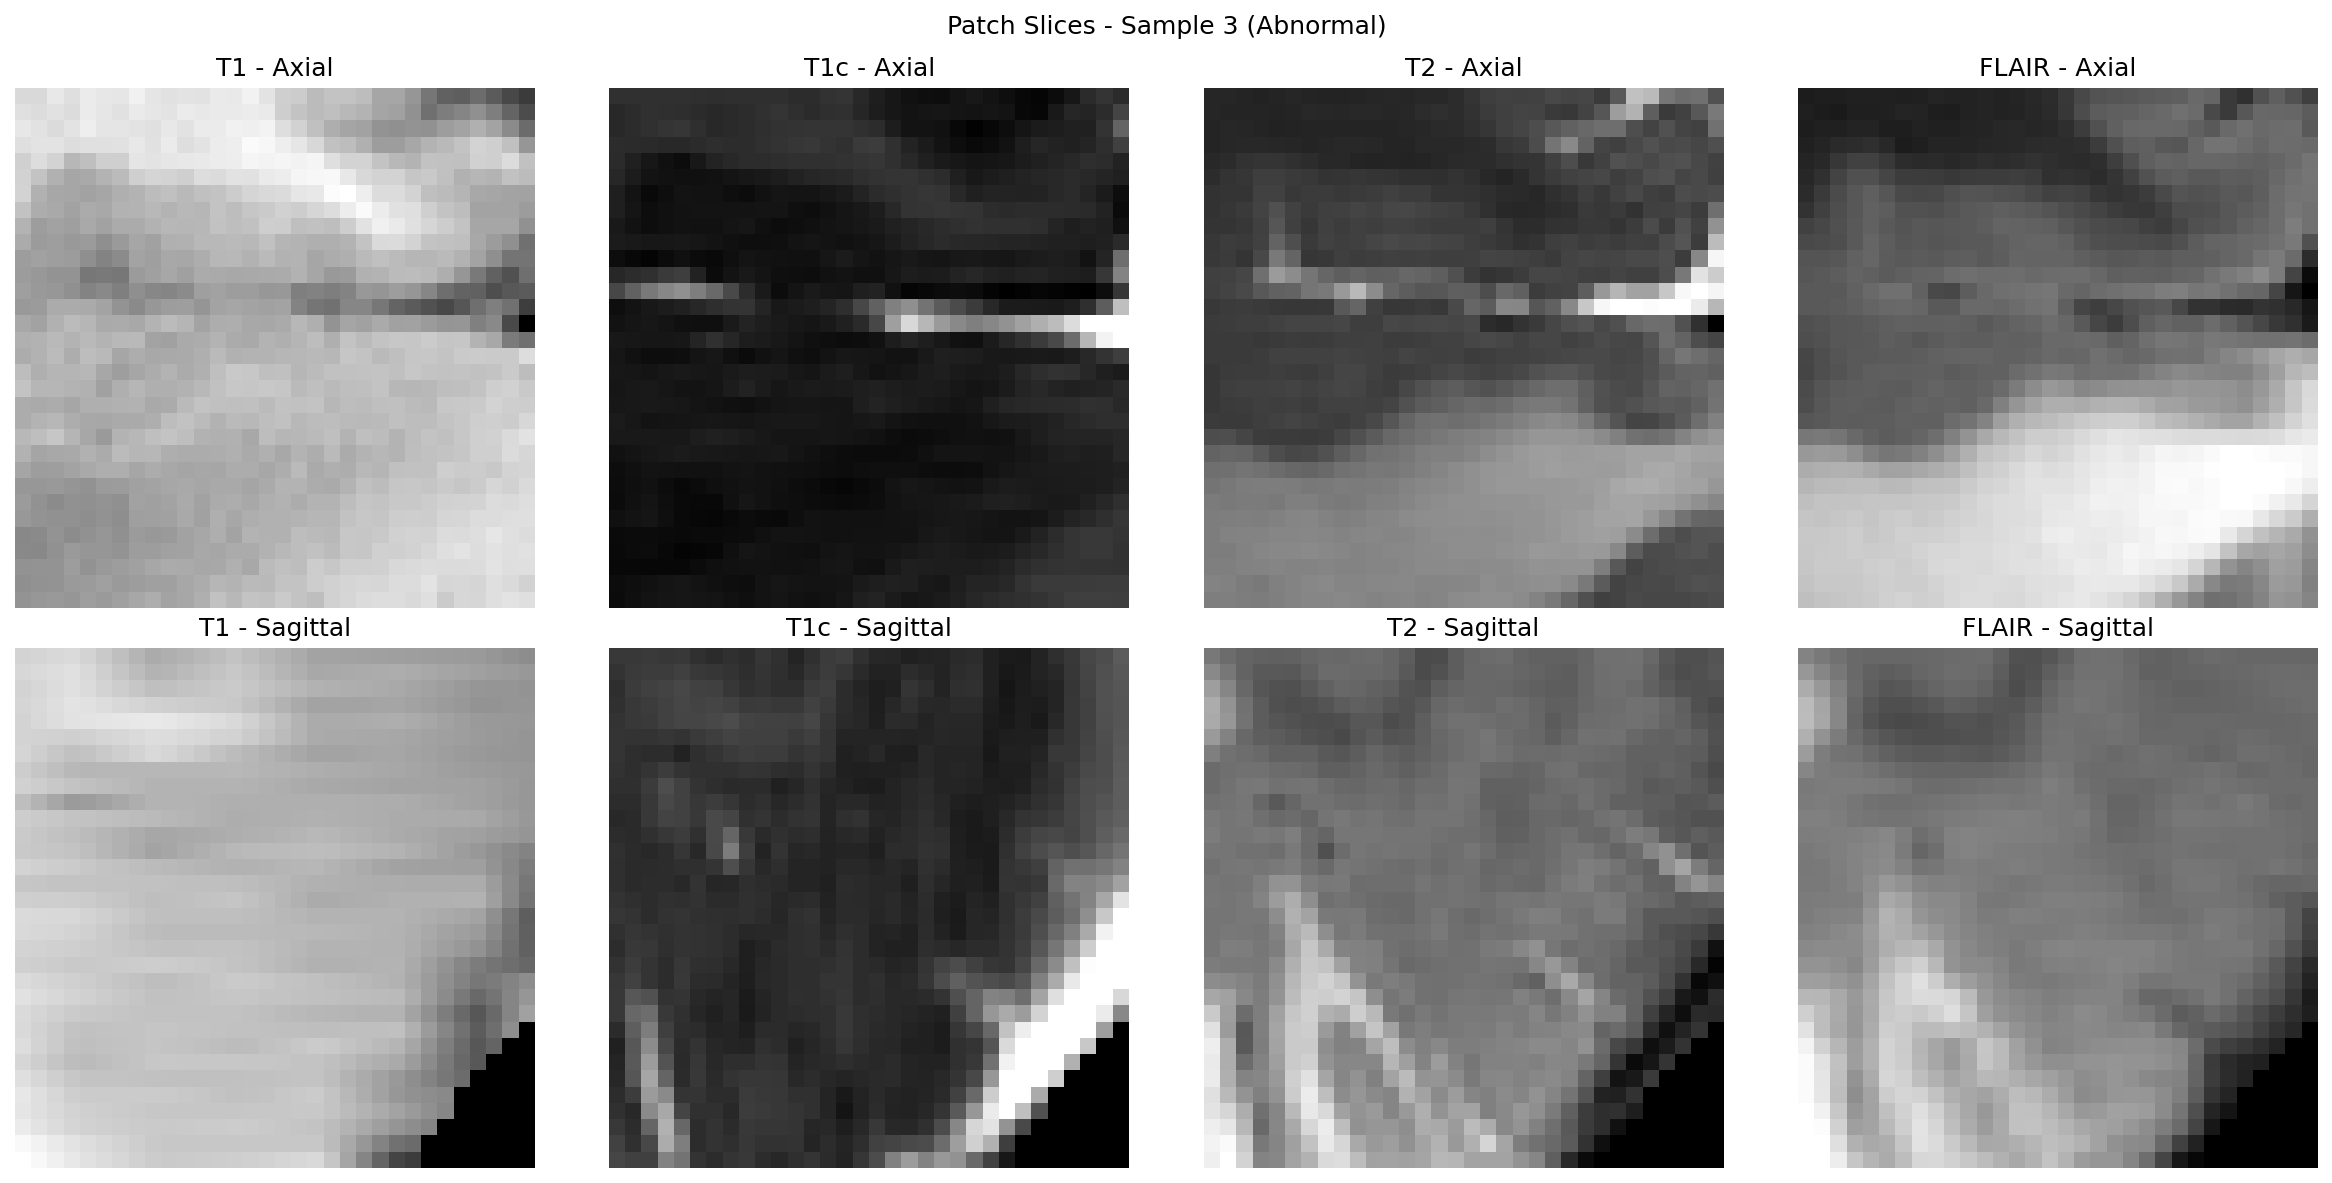 Patch Slices - Sample 3 (Abnormal)
T1 - Axial
T1c - Axial
T2 - Axial
FLAIR - Axial
T1 - Sagittal
T1c - Sagittal
T2 - Sagittal
FLAIR - Sagittal